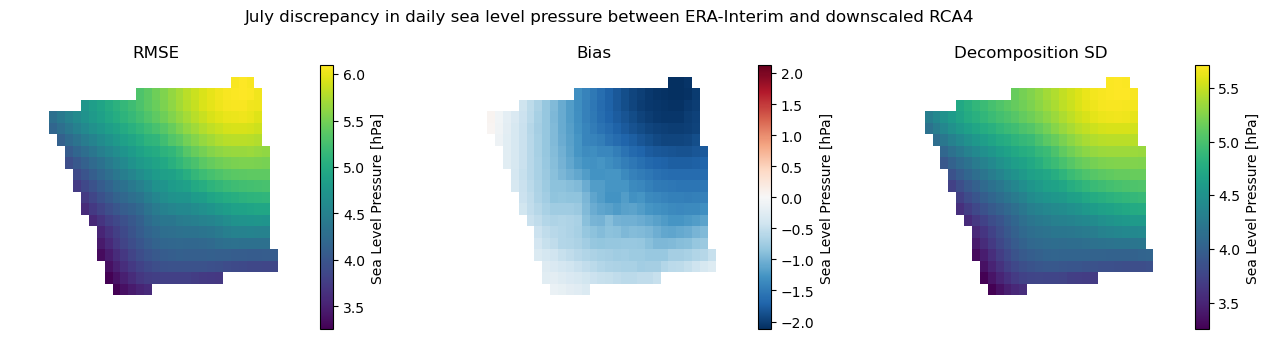 July discrepancy in daily sea level pressure between ERA-Interim and downscaled RCA4
RMSE
6.0
5.5
5.0
4.5
4.0
3.5
Sea Level Pressure [hPa]
Bias
2.0
1.5
1.0
0.5
0.0
−0.5
−1.0
−1.5
−2.0
Sea Level Pressure [hPa]
Decomposition SD
5.5
5.0
4.5
4.0
3.5
Sea Level Pressure [hPa]